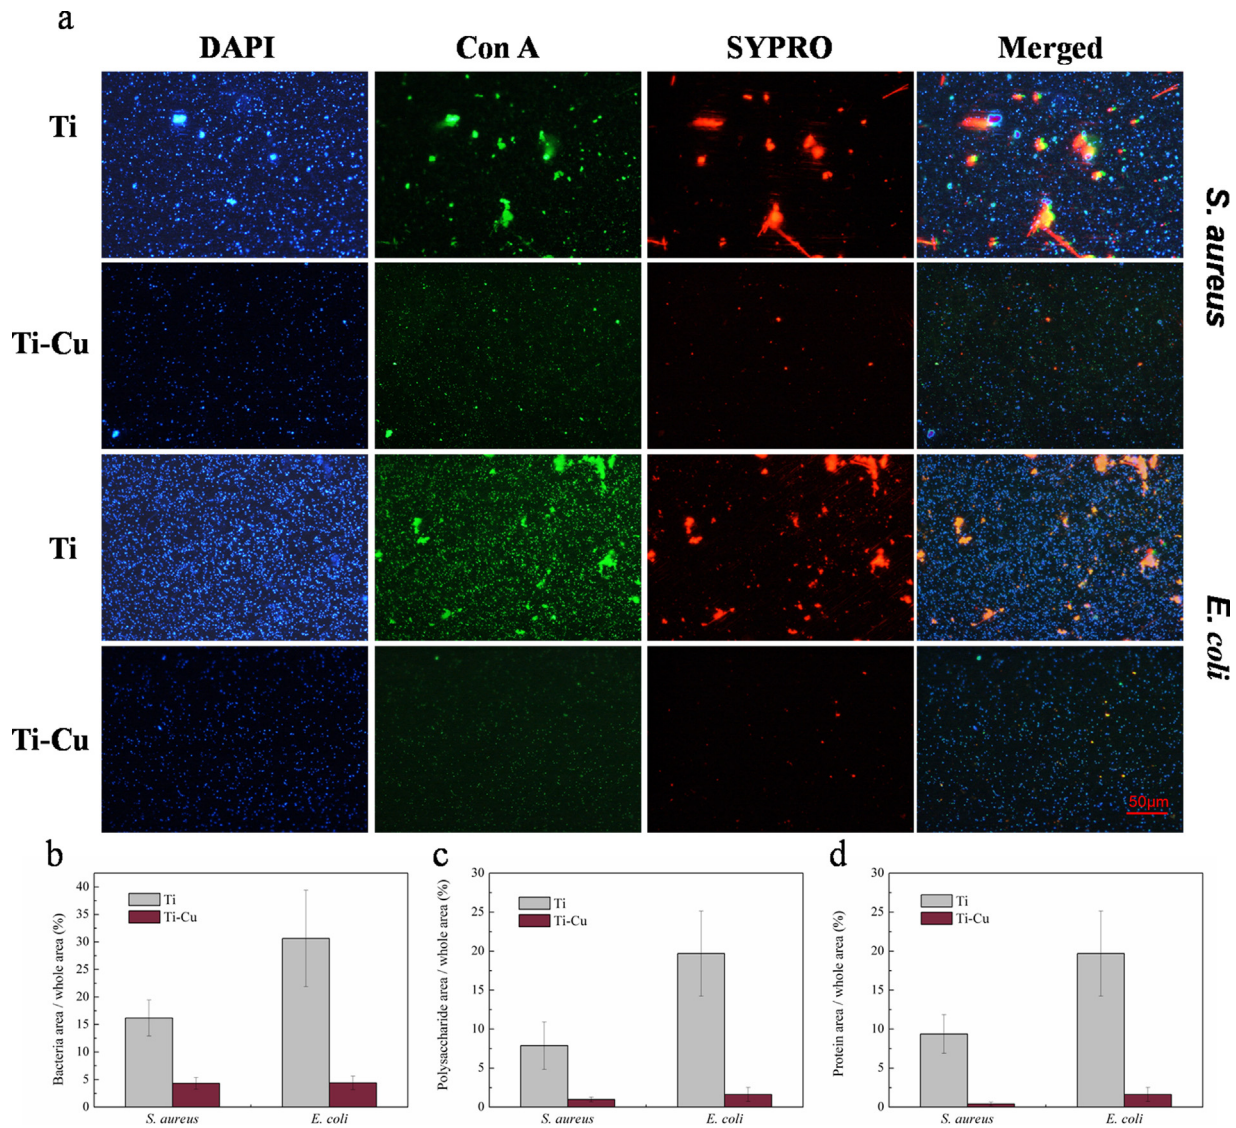 a
DAPI
Con A
SYPRO
Merged
Ti
Ti-Cu
S. aureus
Ti
Ti-Cu
E. coli
50μm
b
Bacteria area / whole area (%)
40
35
30
25
20
15
10
5
0
Ti
Ti-Cu
S. aureus
E. coli
c
Polysaccharide area / whole area (%)
30
25
20
15
10
5
0
Ti
Ti-Cu
S. aureus
E. coli
d
Protein area / whole area (%)
30
25
20
15
10
5
0
Ti
Ti-Cu
S. aureus
E. coli